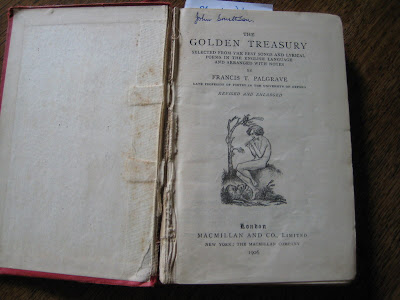 John
THE
GOLDEN TREASURY
SELECTED FROM THE BEST SONGS AND LYRICAL
POEMS IN THE ENGLISH LANGUAGE
AND ARRANGED WITH NOTES
BY
FRANCIS T. PALGRAVE
LATE PROFESSOR OF POETRY IN THE UNIVERSITY OF OXFORD
REVISED AND ENLARGED
London
MACMILLAN AND CO., LIMITED
NEW YORK: THE MACMILLAN COMPANY